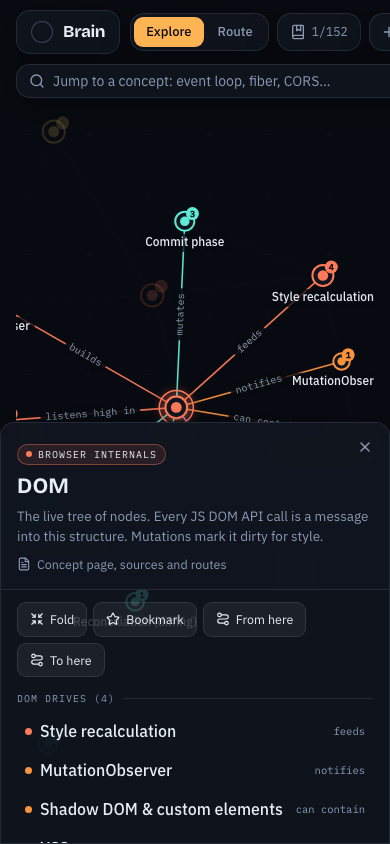 Brain
Explore
Route
1/152
Jump to a concept: event loop, fiber, CORS...
3
Commit phase
4
Style recalculation
mutates
feeds
ser
builds
1
MutationObser
notifies
listens high in
BROWSER INTERNALS
DOM
The live tree of nodes. Every JS DOM API call is a message
into this structure. Mutations mark it dirty for style.
Concept page, sources and routes
Fold
Bookmark
From here
To here
DOM DRIVES (4)
Style recalculation
feeds
MutationObserver
notifies
Shadow DOM & custom elements
can contain